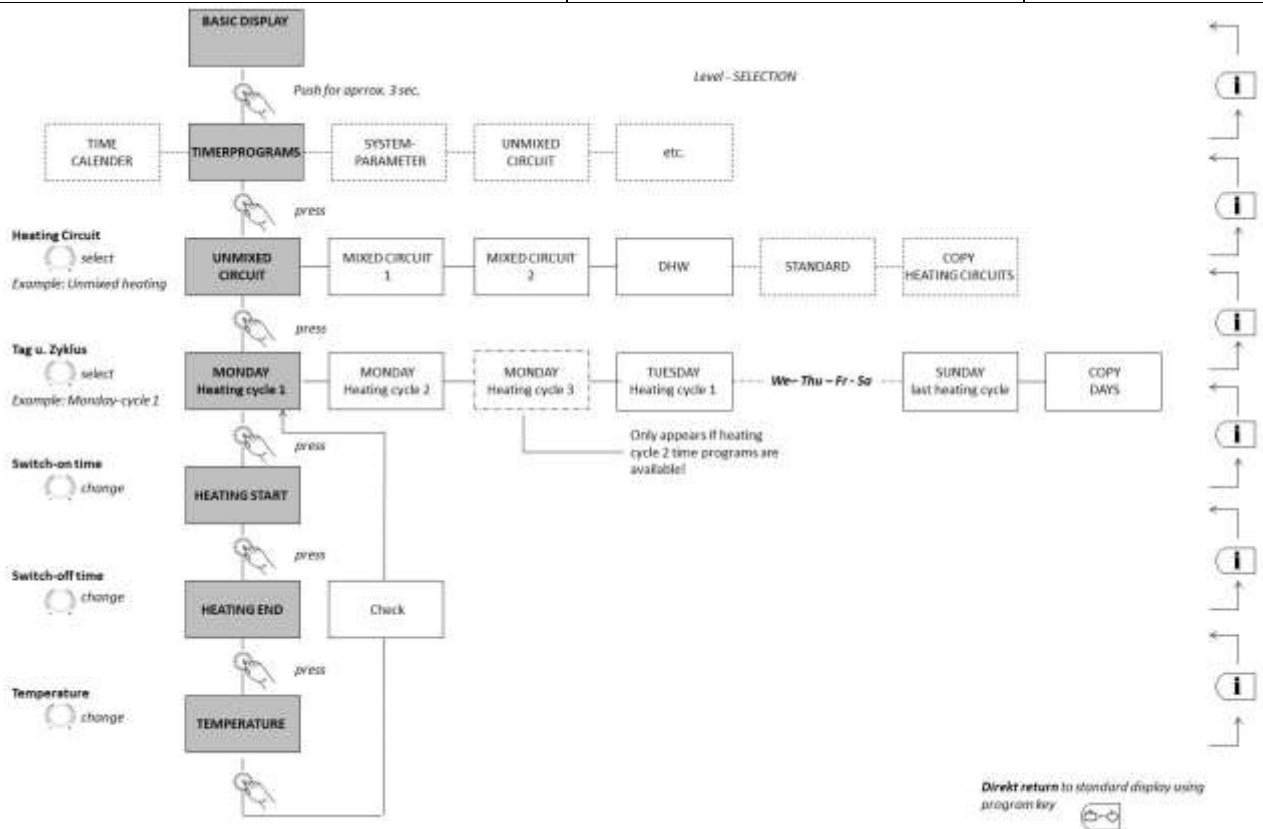 BASIC DISPLAY
Push for aprrox. 3 sec.
Level - SELECTION
i
TIME
CALENDER
TIMERPROGRAMS
SYSTEM-
PARAMETER
UNMIXED
CIRCUIT
etc.
press
i
Heating Circuit
select
Example: Unmixed heating
UNMIXED
CIRCUIT
MIXED CIRCUIT
1
MIXED CIRCUIT
2
DHW
STANDARD
COPY
HEATING CIRCUITS
press
i
Tag u. Zyklus
select
Example: Monday-cycle 1
MONDAY
Heating cycle 1
MONDAY
Heating cycle 2
MONDAY
Heating cycle 3
TUESDAY
Heating cycle 1
We– Thu – Fr - Sa
SUNDAY
last heating cycle
COPY
DAYS
press
Only appears if heating
cycle 2 time programs are
available!
i
Switch-on time
change
HEATING START
press
i
Switch-off time
change
HEATING END
Check
press
i
Temperature
change
TEMPERATURE
Direkt return to standard display using
program key